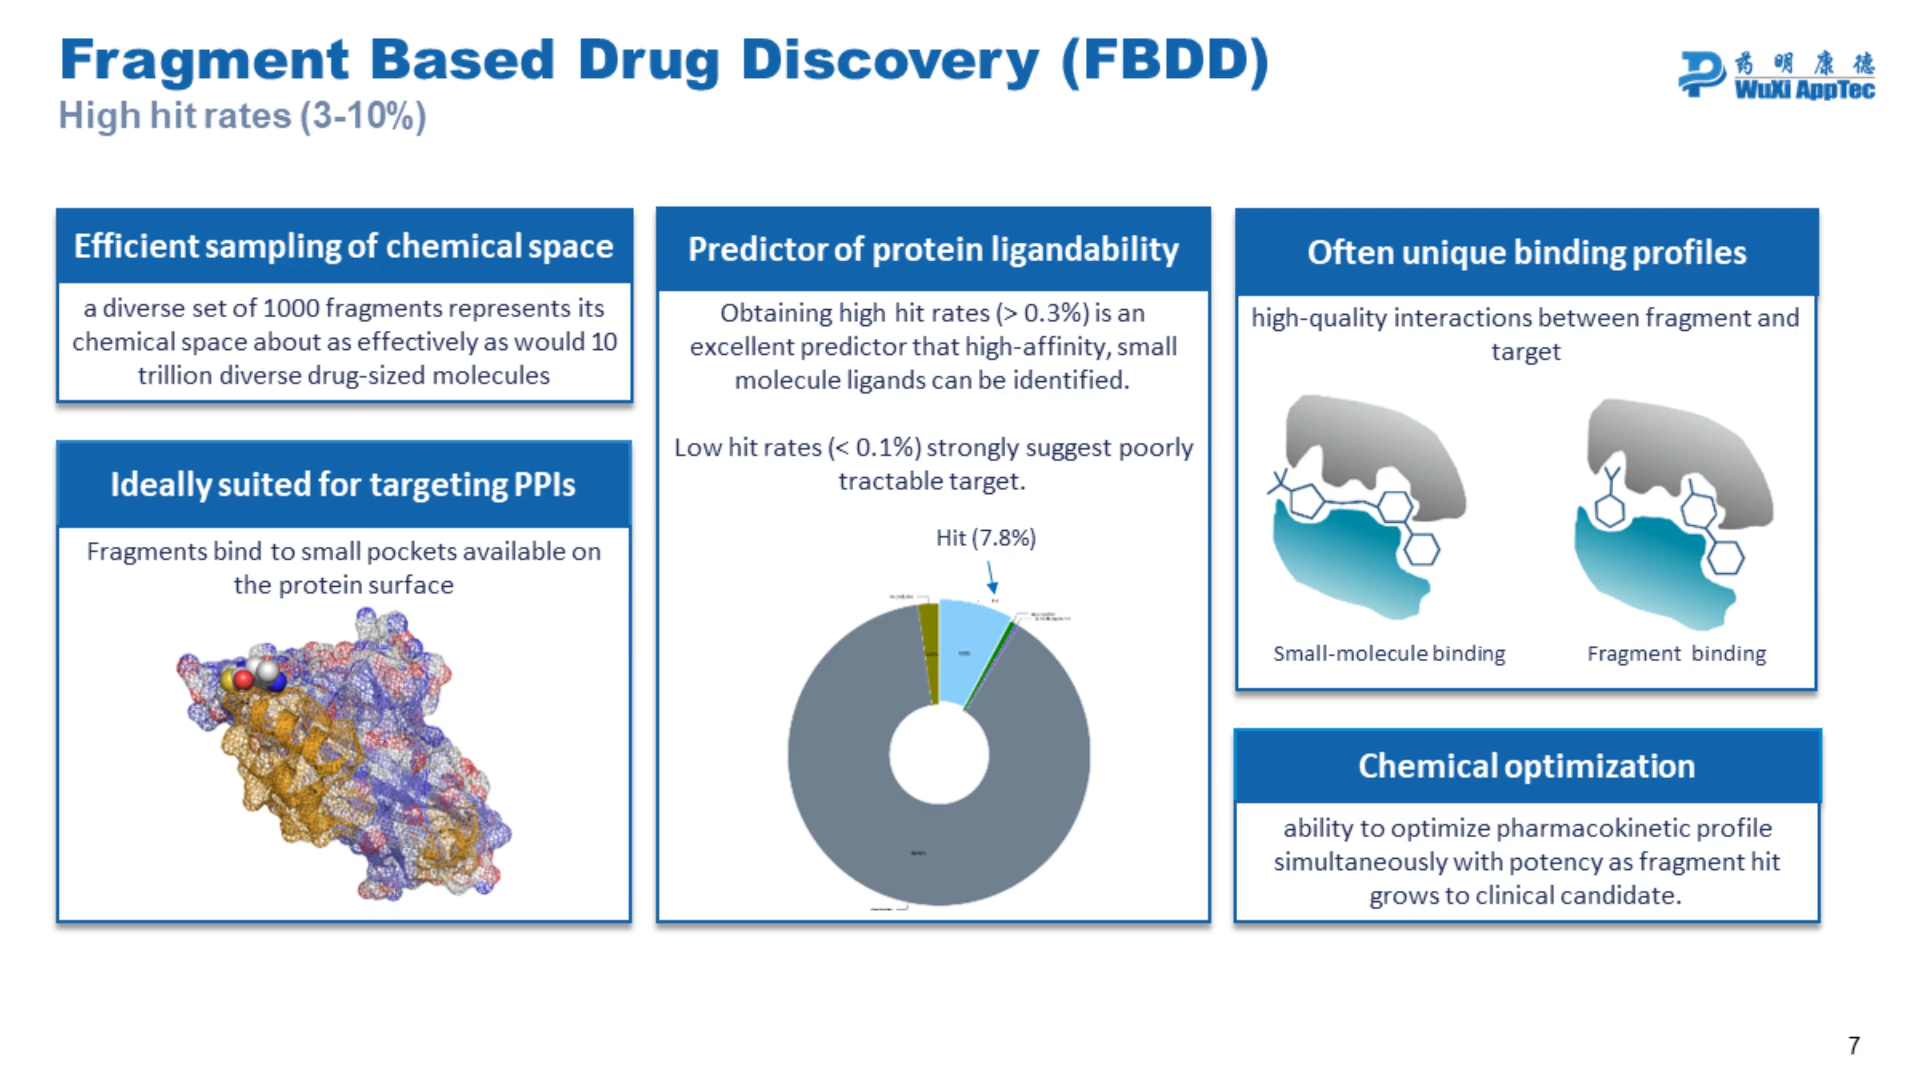 Fragment Based Drug Discovery (FBDD)
High hit rates (3-10%)
药明康德
WuXi AppTec
Efficient sampling of chemical space
a diverse set of 1000 fragments represents its
chemical space about as effectively as would 10
trillion diverse drug-sized molecules
Ideally suited for targeting PPIs
Fragments bind to small pockets available on
the protein surface
Predictor of protein ligandability
Obtaining high hit rates (> 0.3%) is an
excellent predictor that high-affinity, small
molecule ligands can be identified.
Low hit rates (< 0.1%) strongly suggest poorly
tractable target.
Hit (7.8%)
Often unique binding profiles
high-quality interactions between fragment and
target
Small-molecule binding
Fragment binding
Chemical optimization
ability to optimize pharmacokinetic profile
simultaneously with potency as fragment hit
grows to clinical candidate.
7